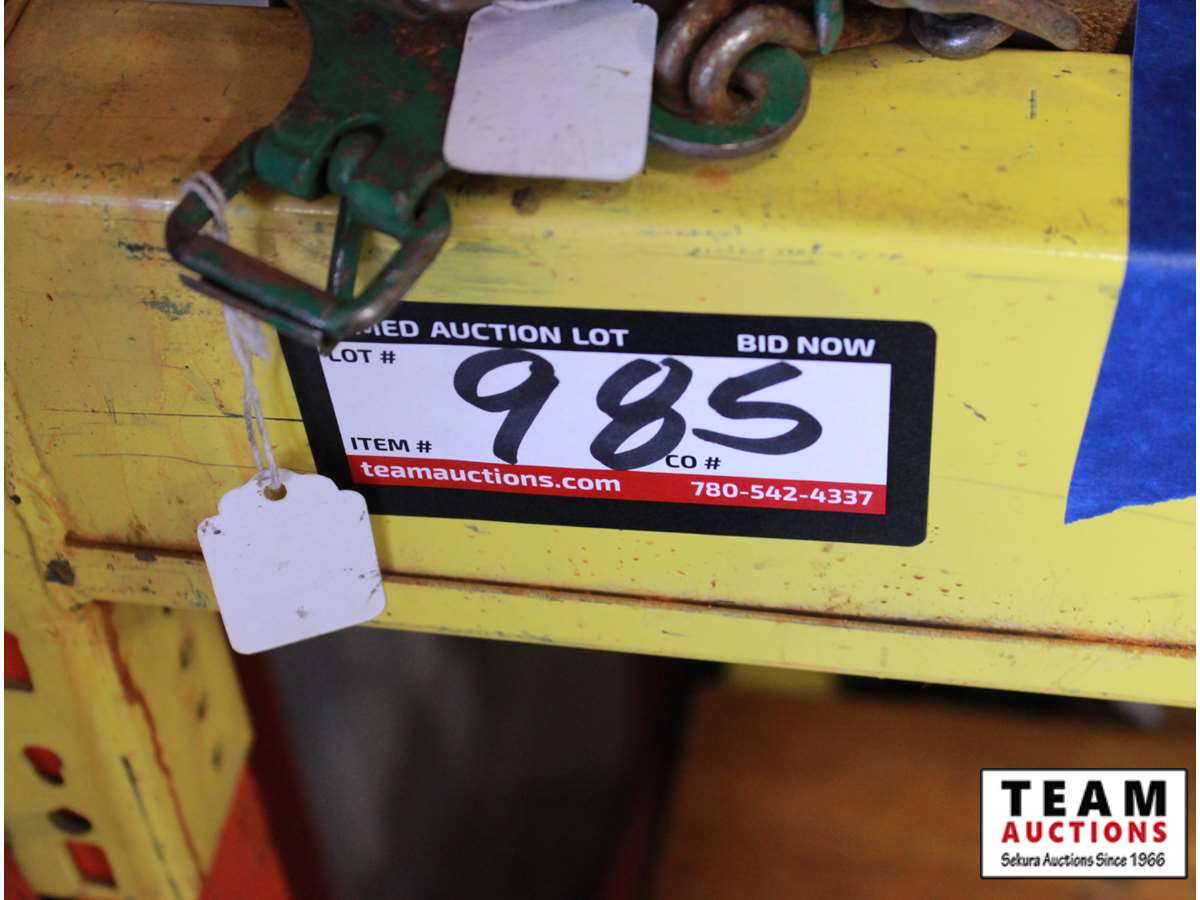 MED AUCTION LOT BID NOW
LOT #
985
ITEM # CO #
teamauctions.com 780-542-4337
TEAM
AUCTIONS
Sekura Auctions Since 1966